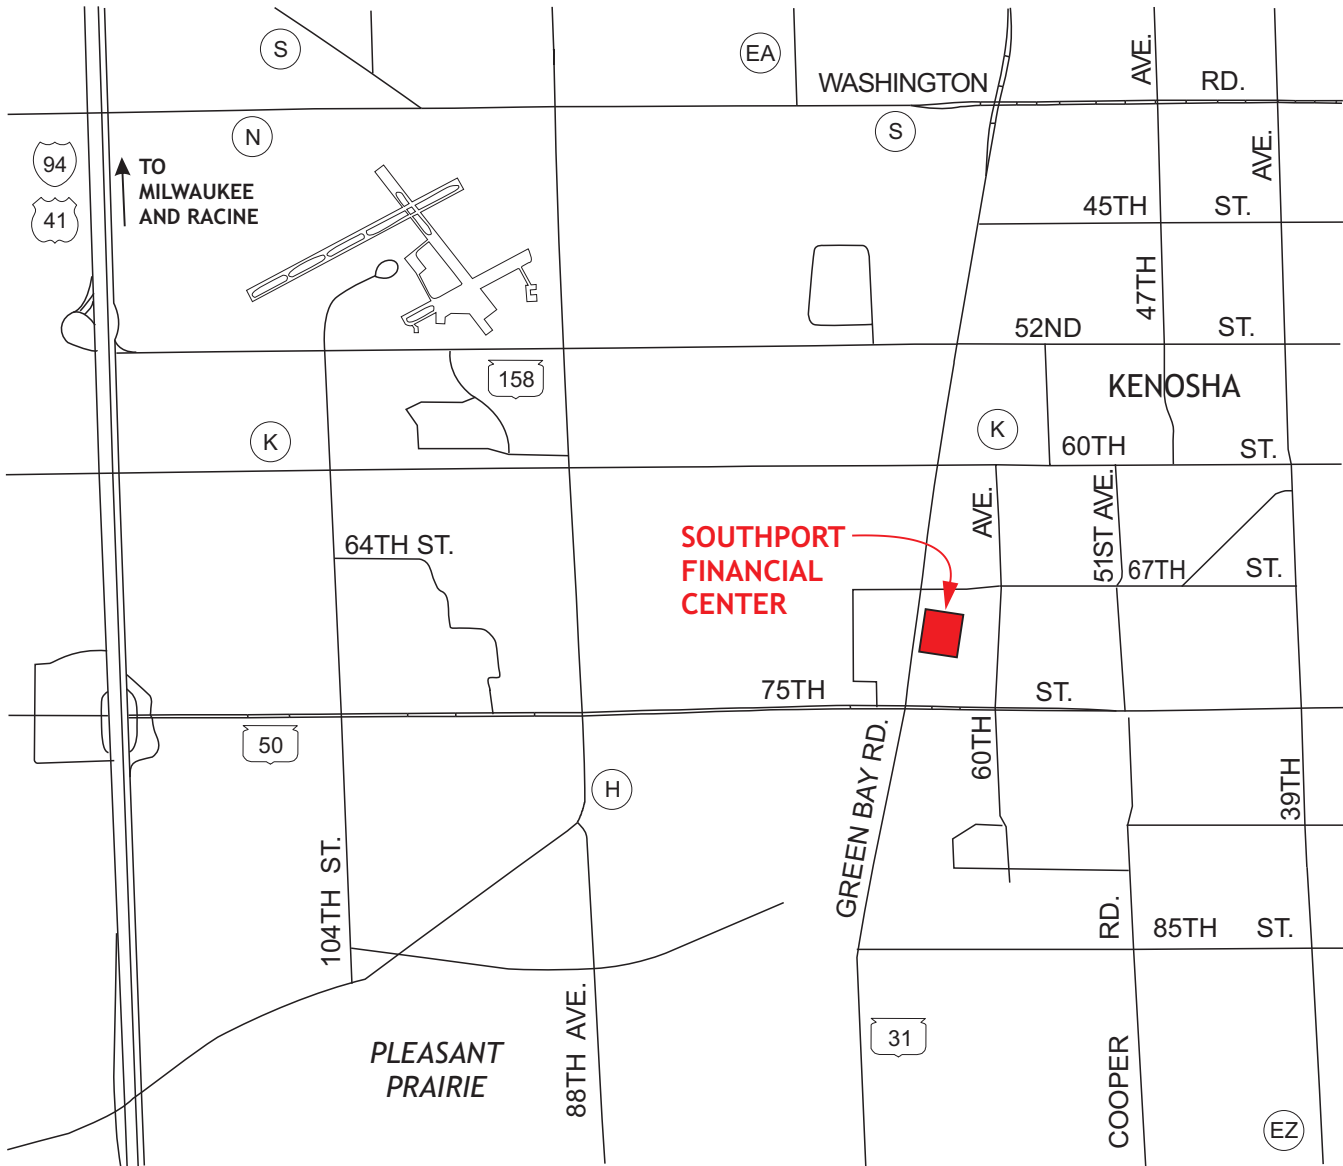 S
EA
WASHINGTON
RD.
AVE.
N
S
94
41
TO
MILWAUKEE
AND RACINE
AVE.
45TH ST.
47TH
52ND ST.
158
KENOSHA
K
K
60TH ST.
AVE.
51ST AVE.
64TH ST.
SOUTHPORT
FINANCIAL
CENTER
67TH ST.
75TH ST.
50
GREEN BAY RD.
60TH
39TH
H
104TH ST.
RD.
85TH ST.
88TH AVE.
PLEASANT
PRAIRIE
31
COOPER
EZ